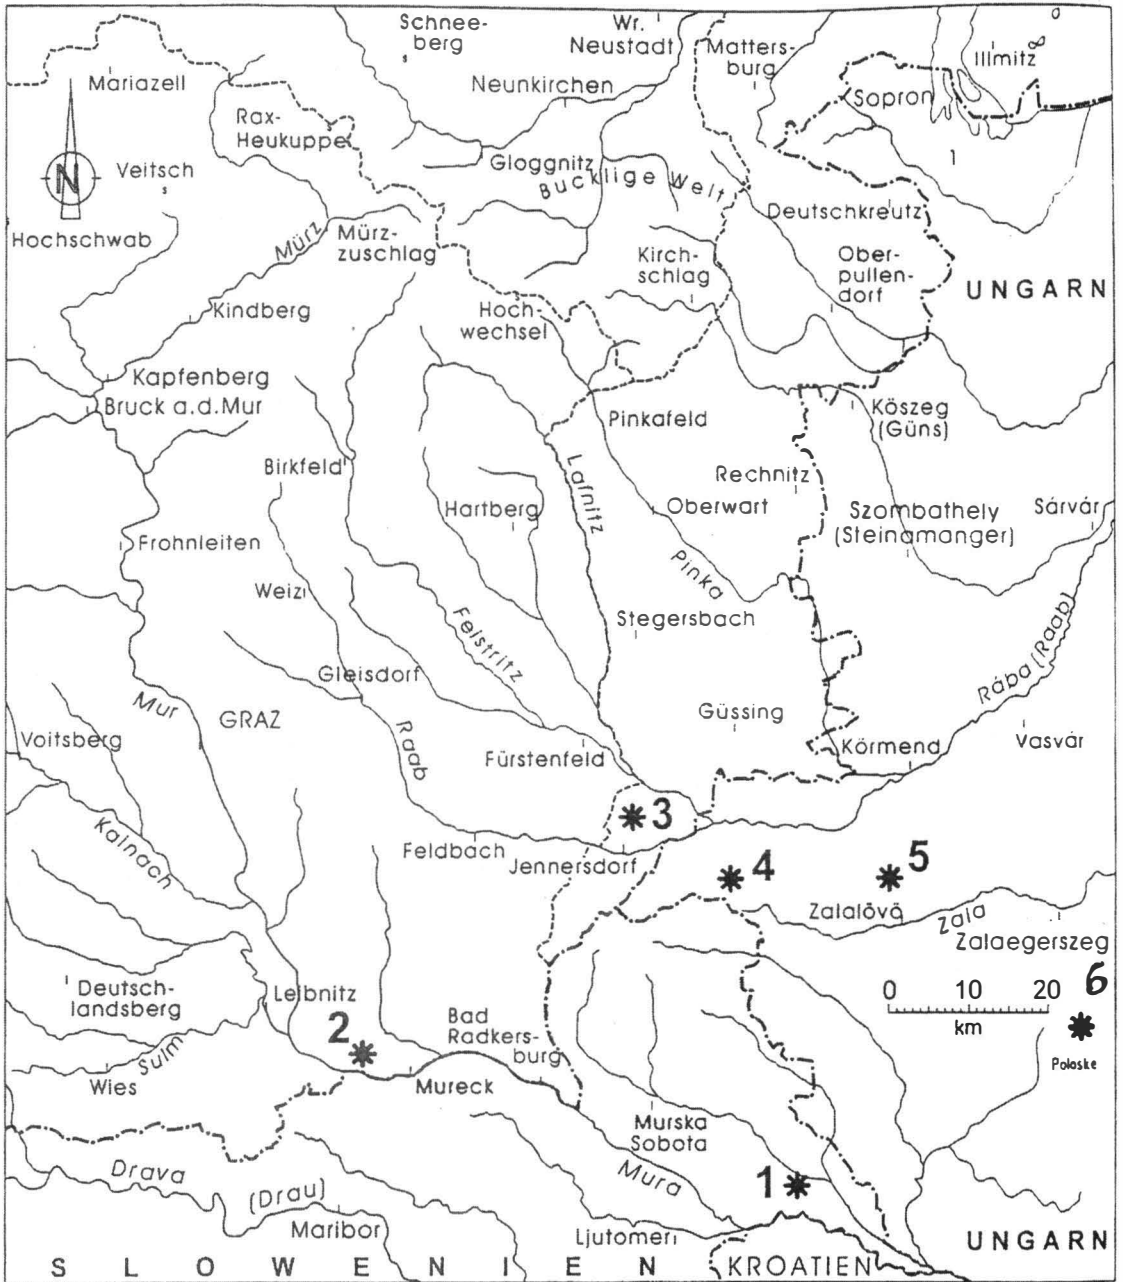 Schnee-
berg
Wr.
Neustadt
Matters-
burg
Illmitz
Mariazell
Neunkirchen
Sopron
Rax-
Heukuppe
Gloggnitz
Bucklige Welt
Veitsch
N
Deutschkreutz
Hochschwab
Mürz
Mürz-
zuschlag
Kirch-
schlag
Ober-
pullen-
dorf
UNGARN
Kindberg
Hoch-
wechsel
Kapfenberg
Bruck a.d.Mur
Pinkafeld
Köszeg
(Güns)
Birkfeld
Lafnitz
Rechnitz
Hartberg
Oberwart
Szombathely
(Steinamanger)
Sárvár
Frohnleiten
Weiz
Pinka
Felstritz
Stegersbach
Rába (Raab)
Gleisdorf
Mur
GRAZ
Güssing
Voitsberg
Raab
Fürstenfeld
Körmend
Vasvár
3
Kainach
Feldbach
Jennersdorf
4
5
Zalalövö
Zala
Zalaegerszeg
Deutsch-
landsberg
Leibnitz
0 10 20
km
6
2
Bad
Radkers-
burg
Sulm
Wies
Mureck
Poloske
Murska
Sobota
Drava
(Drau)
Mura
1
Maribor
Ljutomeri
UNGARN
SLOWENIEN
KROATIEN